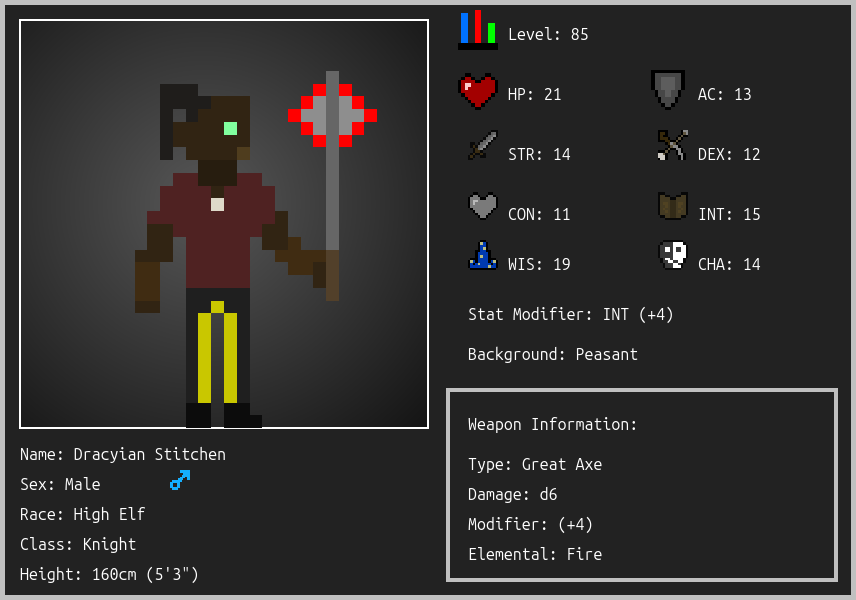 Level: 85
HP: 21
AC: 13
STR: 14
DEX: 12
CON: 11
INT: 15
WIS: 19
CHA: 14
Stat Modifier: INT (+4)
Background: Peasant
Weapon Information:
Type: Great Axe
Damage: d6
Modifier: (+4)
Elemental: Fire
Name: Dracyian Stitchen
Sex: Male
Race: High Elf
Class: Knight
Height: 160cm (5'3")